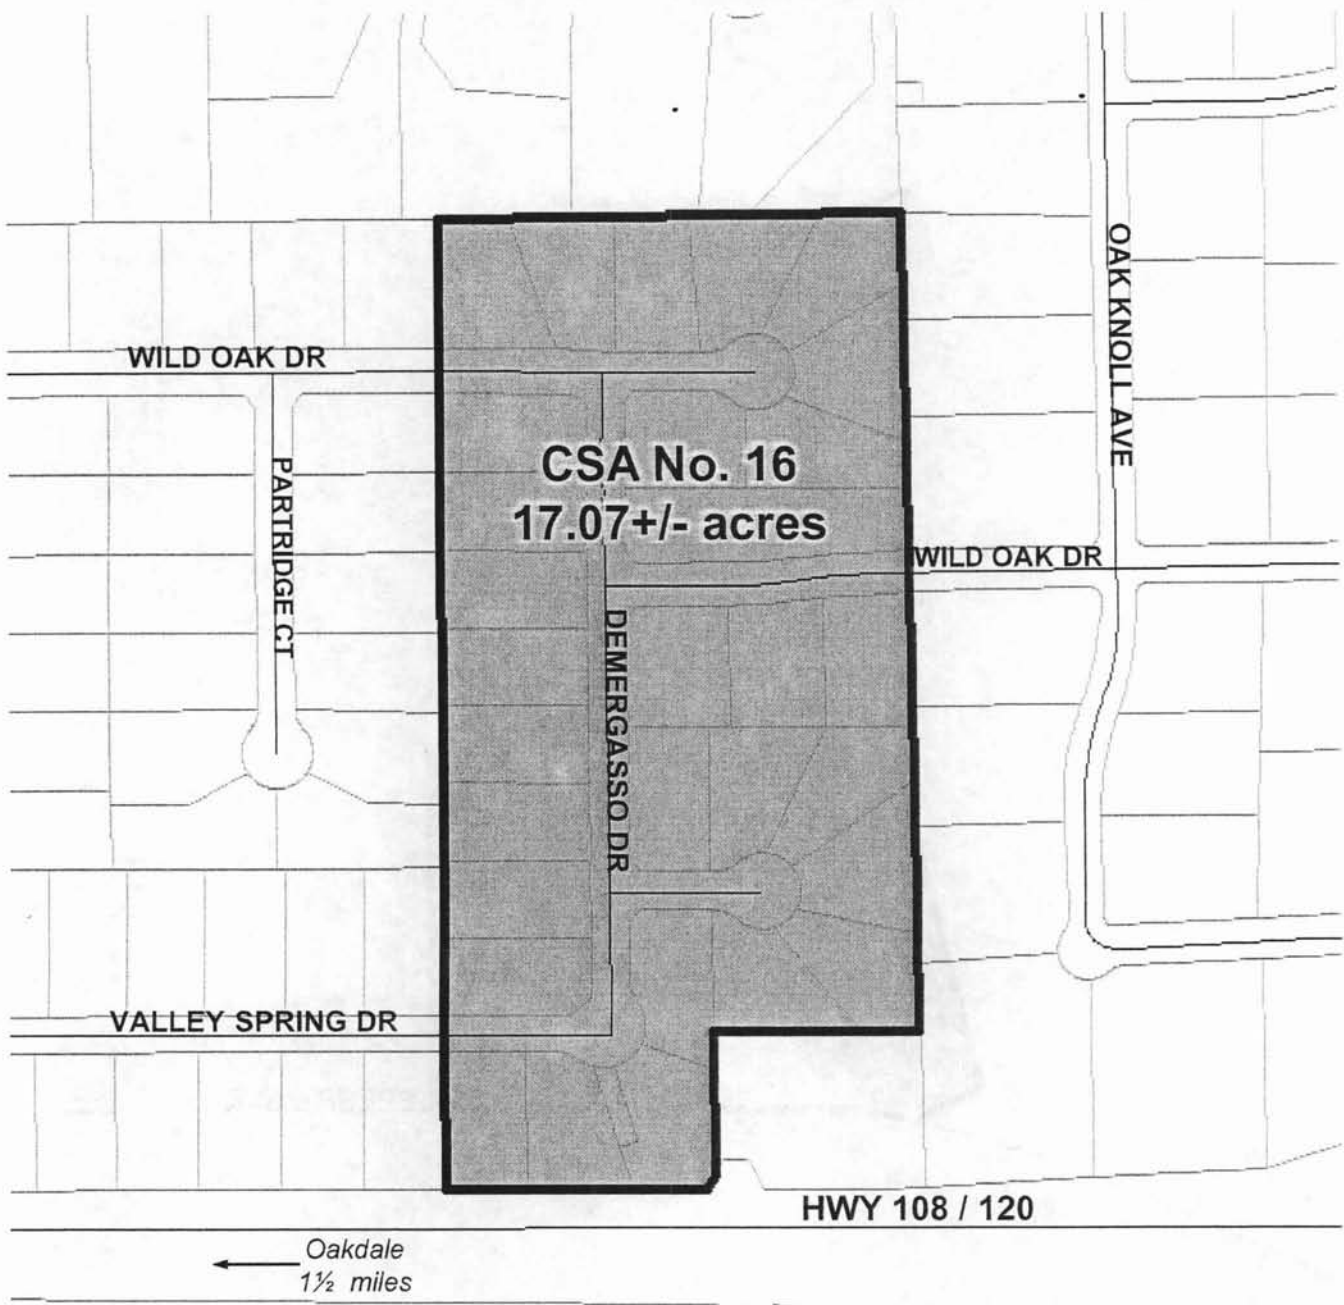 OAK KNOLL AVE
WILD OAK DR
CSA No. 16
17.07+/- acres
PARTRIDGE CT
WILD OAK DR
DEMERGASSO DR
VALLEY SPRING DR
HWY 108 / 120
Oakdale
1½ miles